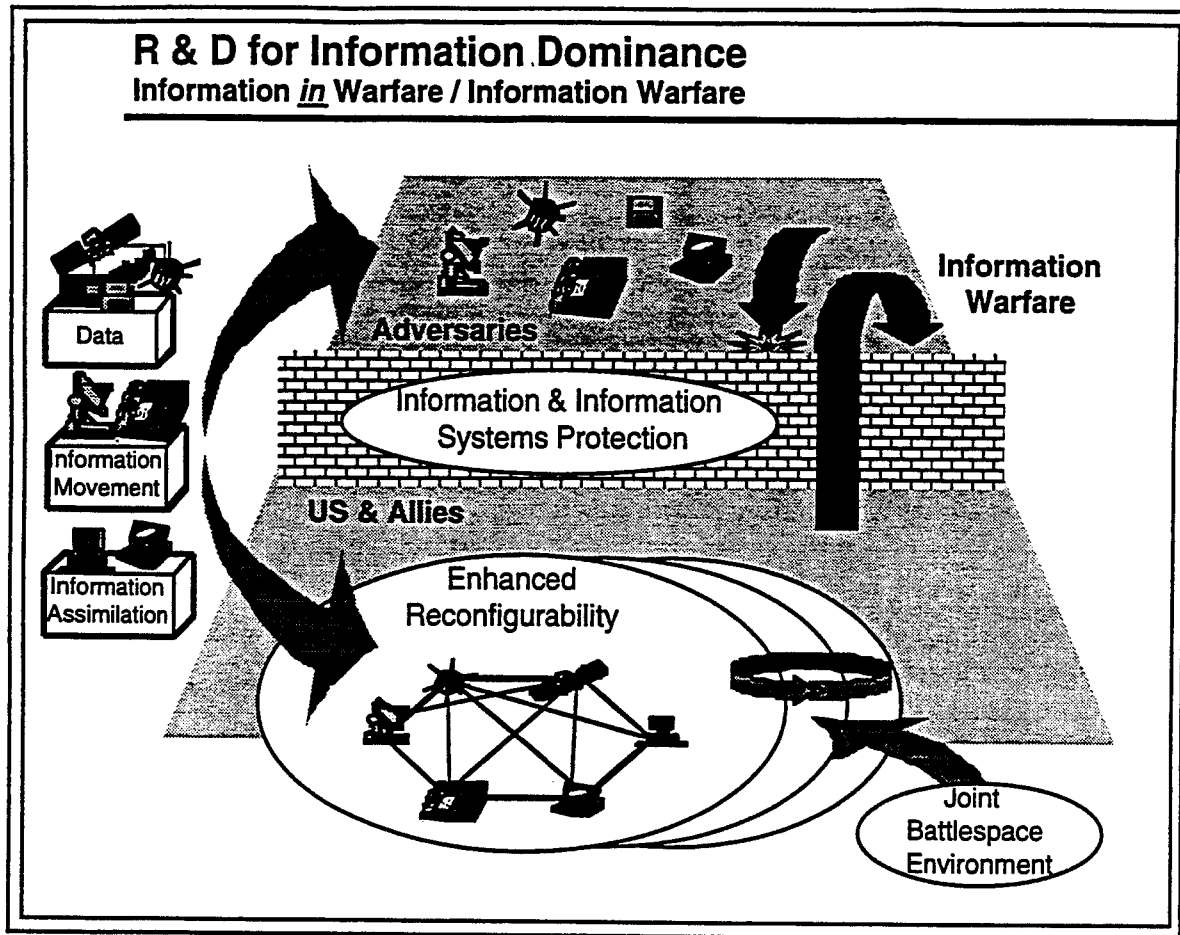 R & D for Information Dominance
Information in Warfare / Information Warfare
Data
Information
Movement
Information
Assimilation
Adversaries
Information
Warfare
Information & Information
Systems Protection
US & Allies
Enhanced
Reconfigurability
Joint
Battlespace
Environment